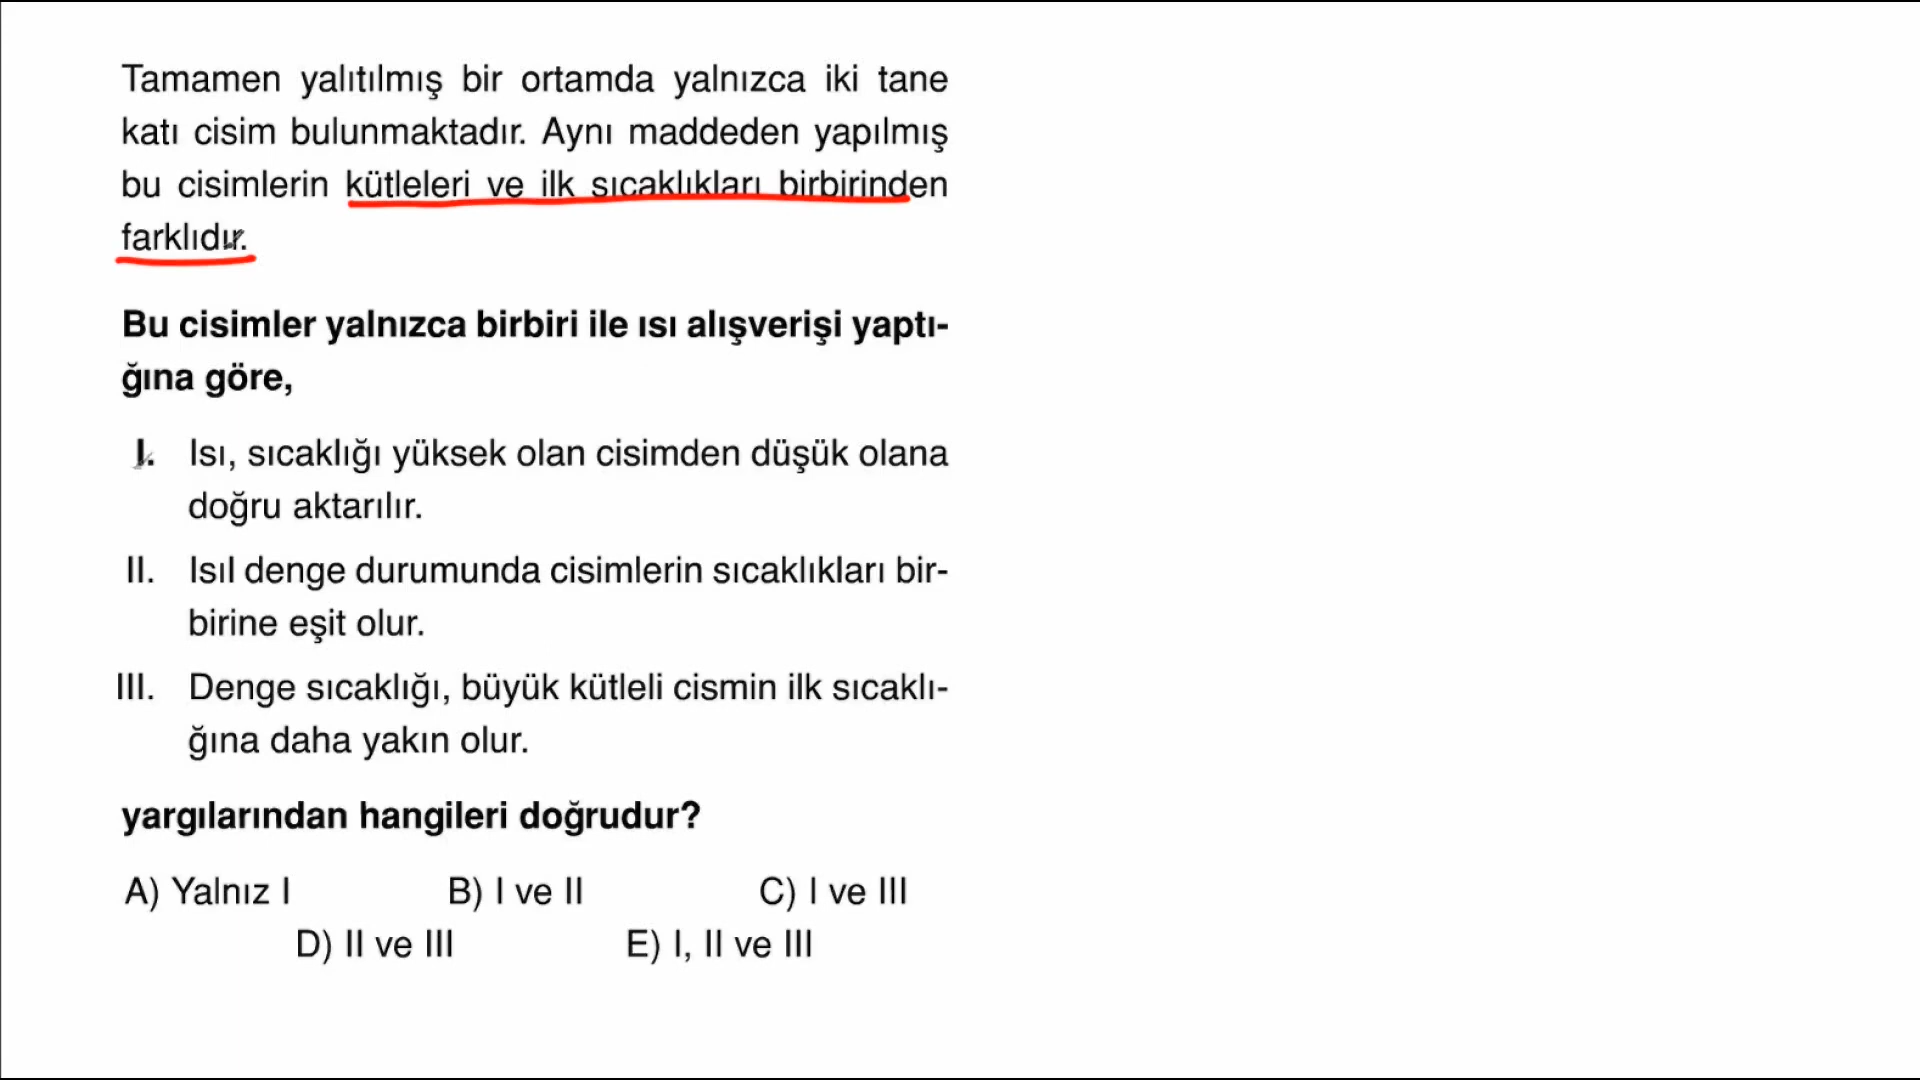 Tamamen yalıtılmış bir ortamda yalnızca iki tane
katı cisim bulunmaktadır. Aynı maddeden yapılmış
bu cisimlerin kütleleri ve ilk sıcaklıkları birbirinden
farklıdır.
Bu cisimler yalnızca birbiri ile ısı alışverişi yaptı-
ğına göre,
I. Isı, sıcaklığı yüksek olan cisimden düşük olana
doğru aktarılır.
II. Isıl denge durumunda cisimlerin sıcaklıkları bir-
birine eşit olur.
III. Denge sıcaklığı, büyük kütleli cismin ilk sıcaklı-
ğına daha yakın olur.
yargılarından hangileri doğrudur?
A) Yalnız I B) I ve II C) I ve III
D) II ve III E) I, II ve III